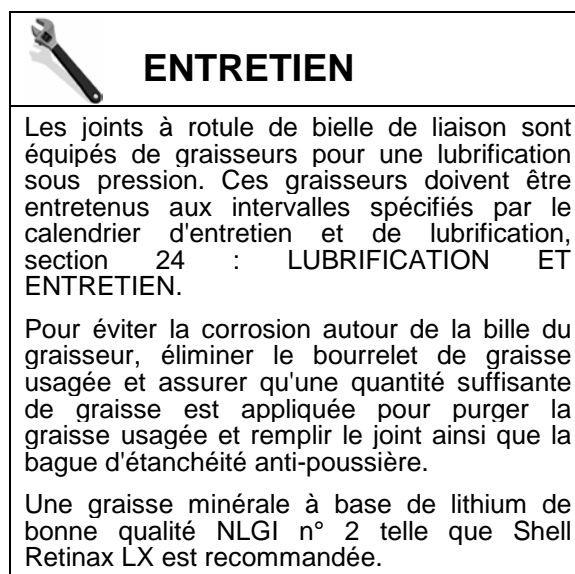 ENTRETIEN
Les joints à rotule de bielle de liaison sont
équipés de graisseurs pour une lubrification
sous pression. Ces graisseurs doivent être
entretenus aux intervalles spécifiés par le
calendrier d'entretien et de lubrification,
section 24 : LUBRIFICATION ET
ENTRETIEN.
Pour éviter la corrosion autour de la bille du
graisseur, éliminer le bourrelet de graisse
usagée et assurer qu'une quantité suffisante
de graisse est appliquée pour purger la
graisse usagée et remplir le joint ainsi que la
bague d'étanchéité anti-poussière.
Une graisse minérale à base de lithium de
bonne qualité NLGI n° 2 telle que Shell
Retinax LX est recommandée.